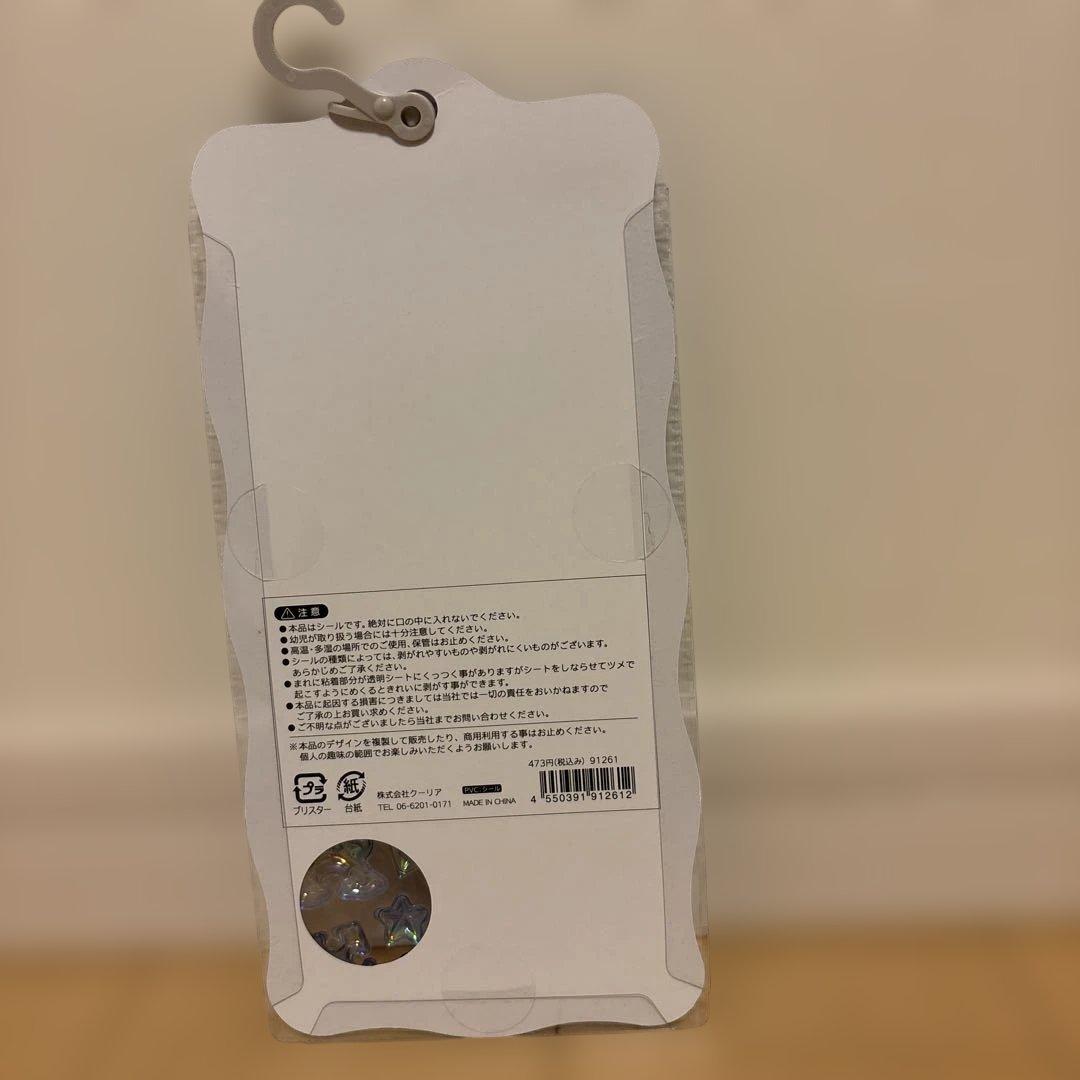 注意
●本品はシールです。絶対に口の中に入れないでください。
●幼児が取り扱う場合には十分注意してください。
●高温・多湿の場所でのご使用、保管はお止めください。
●シールの種類によっては、剥がれやすいものや剥がれにくいものがございます。
あらかじめご了承ください。
●まれに粘着部分が透明シートにくっつく事がありますがシートをしならせてツメで
起こすようにめくるときれいに剥がす事ができます。
●本品に起因する損害につきましては当社では一切の責任をおいかねますので
ご了承の上お買い求めください。
●ご不明な点がございましたら当社までお問い合わせください。
※本品のデザインを複製して販売したり、商用利用する事はお止めください。
個人の趣味の範囲でお楽しみいただくようお願いします。
473円(税込み) 91261
プラ
ブリスター
紙
台紙
株式会社クーリア
TEL 06-6201-0171
PVC:シール
MADE IN CHINA
4 550391 912612